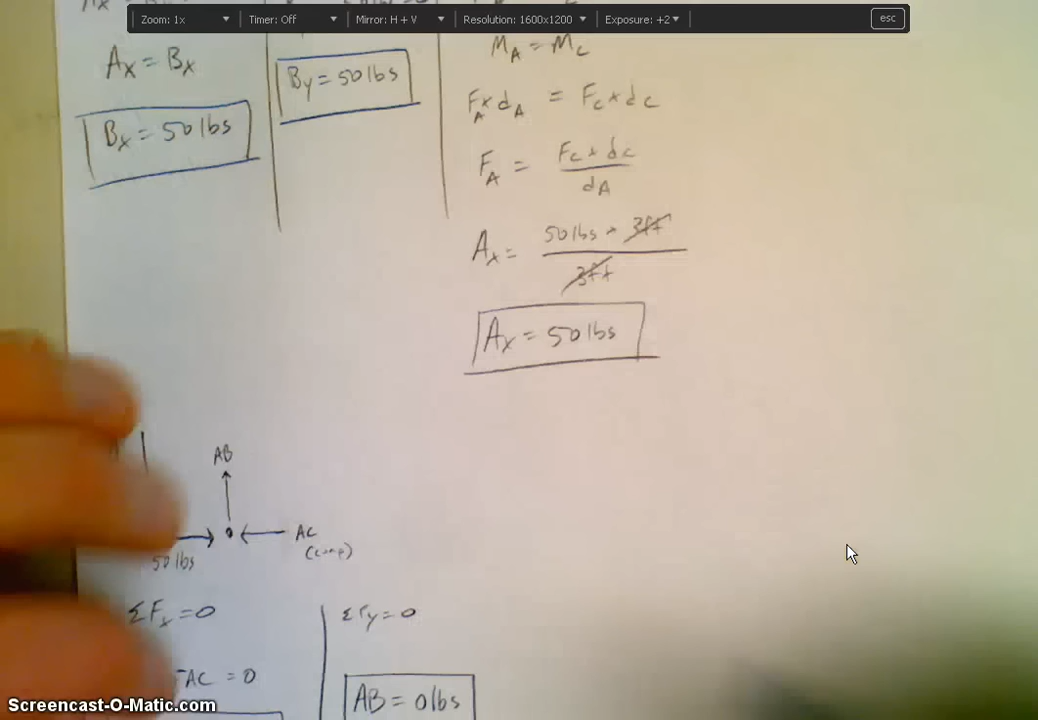 Zoom: 1x Timer: Off Mirror: H + V Resolution: 1600x1200 Exposure: +2 esc
Ax = Bx
Bx = 50 lbs
By = 50 lbs
MA = MC
FA × dA = FC × dC
FA = FC × dC / dA
Ax = 50 lbs × 3ft / 3ft
Ax = 50 lbs
AB
AC
(comp)
50 lbs
ΣFx = 0
AC = 0
ΣFy = 0
AB = 0 lbs
Screencast-O-Matic.com